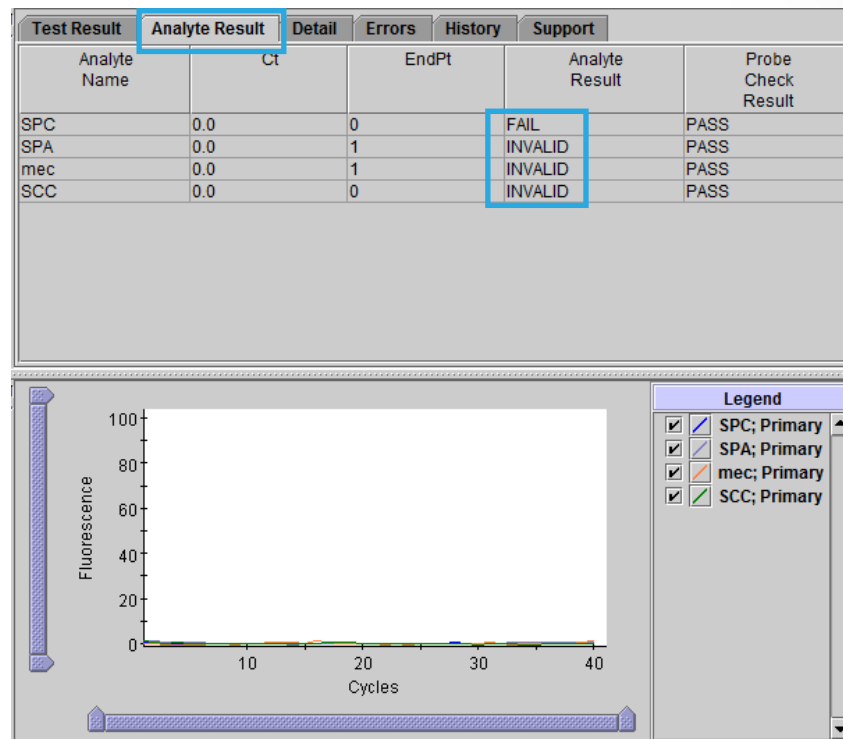 Test Result Analyte Result Detail Errors History Support
Analyte Name Ct EndPt Analyte Result Probe Check Result
SPC 0.0 0 FAIL PASS
SPA 0.0 1 INVALID PASS
mec 0.0 1 INVALID PASS
SCC 0.0 0 INVALID PASS
Legend
SPC; Primary
SPA; Primary
mec; Primary
SCC; Primary
Fluorescence
100
80
60
40
20
0
10 20 30 40
Cycles